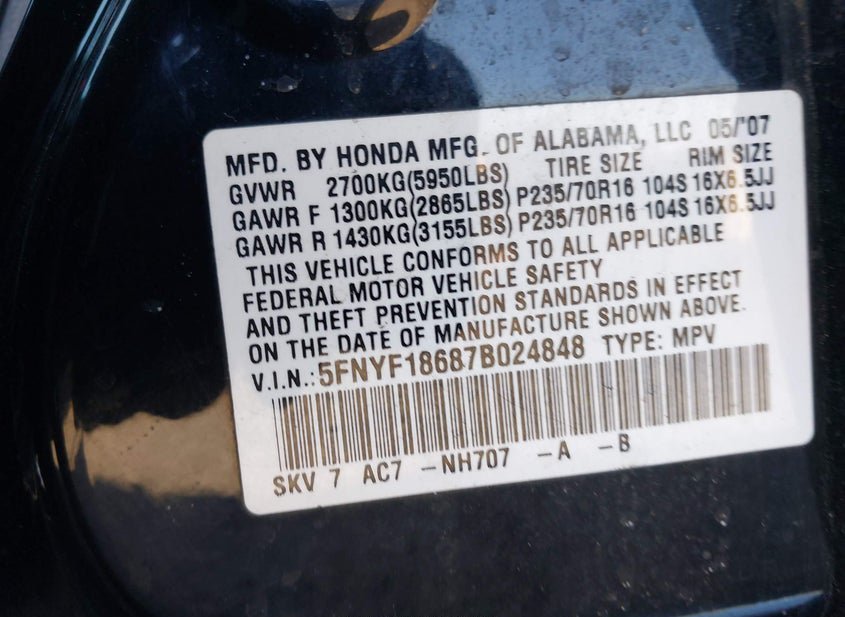 MFD. BY HONDA MFG. OF ALABAMA, LLC 05/'07
GVWR 2700KG(5950LBS) TIRE SIZE RIM SIZE
GAWR F 1300KG(2865LBS) P235/70R16 104S 16X6.5JJ
GAWR R 1430KG(3155LBS) P235/70R16 104S 16X6.5JJ
THIS VEHICLE CONFORMS TO ALL APPLICABLE
FEDERAL MOTOR VEHICLE SAFETY
AND THEFT PREVENTION STANDARDS IN EFFECT
ON THE DATE OF MANUFACTURE SHOWN ABOVE.
V.I.N.:5FNYF18687B024848 TYPE: MPV
SKV 7 AC7 -NH707 -A -B